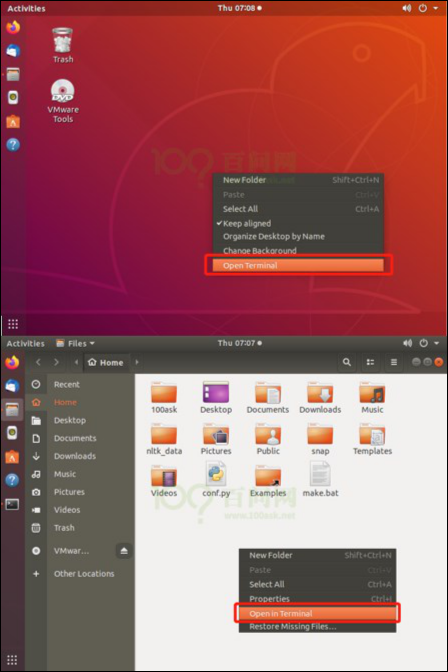 Activities
Thu 07:08
Trash
VMware
Tools
100?
百问网
New Folder Shift+Ctrl+N
Paste Ctrl+V
Select All Ctrl+A
Keep aligned
Organize Desktop by Name
Change Background
Open Terminal
Activities Files Thu 07:07
Home
Recent
Home
Desktop
Documents
Downloads
Music
Pictures
Videos
Trash
VMwar...
Other Locations
100ask Desktop Documents Downloads Music
nltk_data Pictures Public snap Templates
Videos conf.py Examples make.bat
100?
百问网
www.100ask.net
New Folder Shift+Ctrl+N
Paste Ctrl+V
Select All Ctrl+A
Properties Ctrl+I
Open in Terminal
Restore Missing Files...